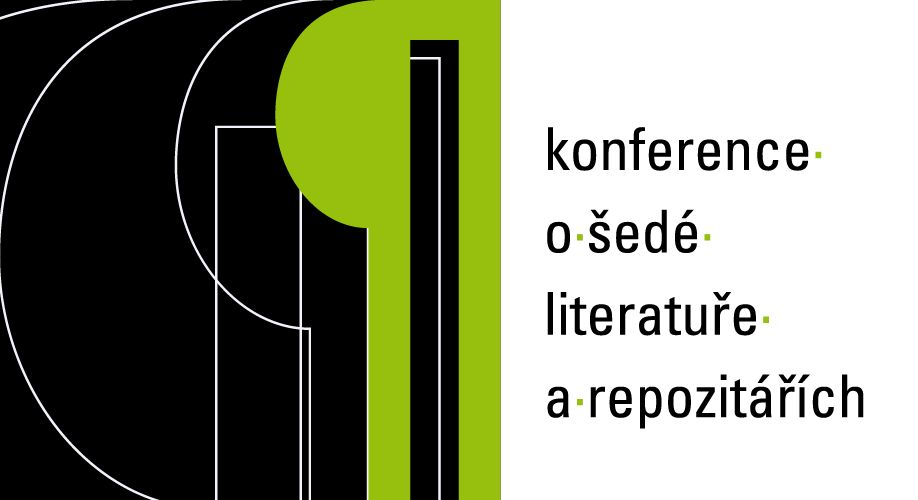 konference·
o·šedé·
literatuře·
a·repozitářích